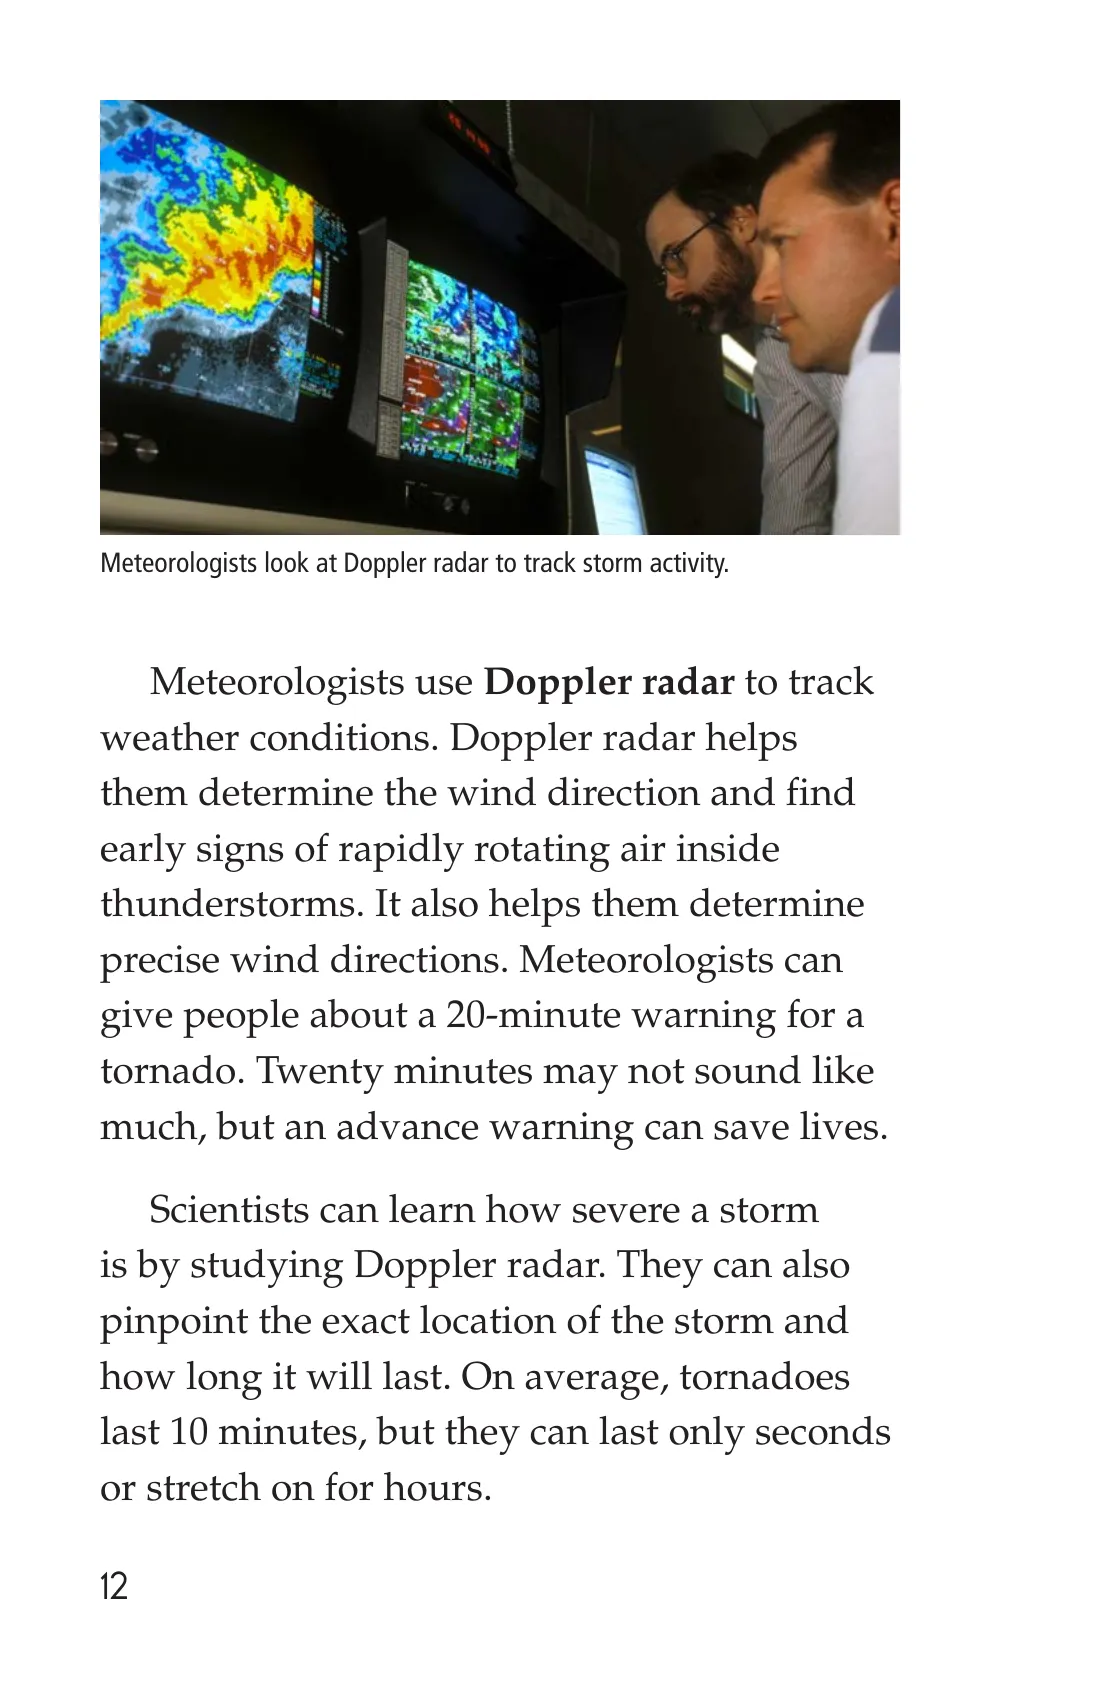 Meteorologists look at Doppler radar to track storm activity.
Meteorologists use Doppler radar to track
weather conditions. Doppler radar helps
them determine the wind direction and find
early signs of rapidly rotating air inside
thunderstorms. It also helps them determine
precise wind directions. Meteorologists can
give people about a 20-minute warning for a
tornado. Twenty minutes may not sound like
much, but an advance warning can save lives.
Scientists can learn how severe a storm
is by studying Doppler radar. They can also
pinpoint the exact location of the storm and
how long it will last. On average, tornadoes
last 10 minutes, but they can last only seconds
or stretch on for hours.
12